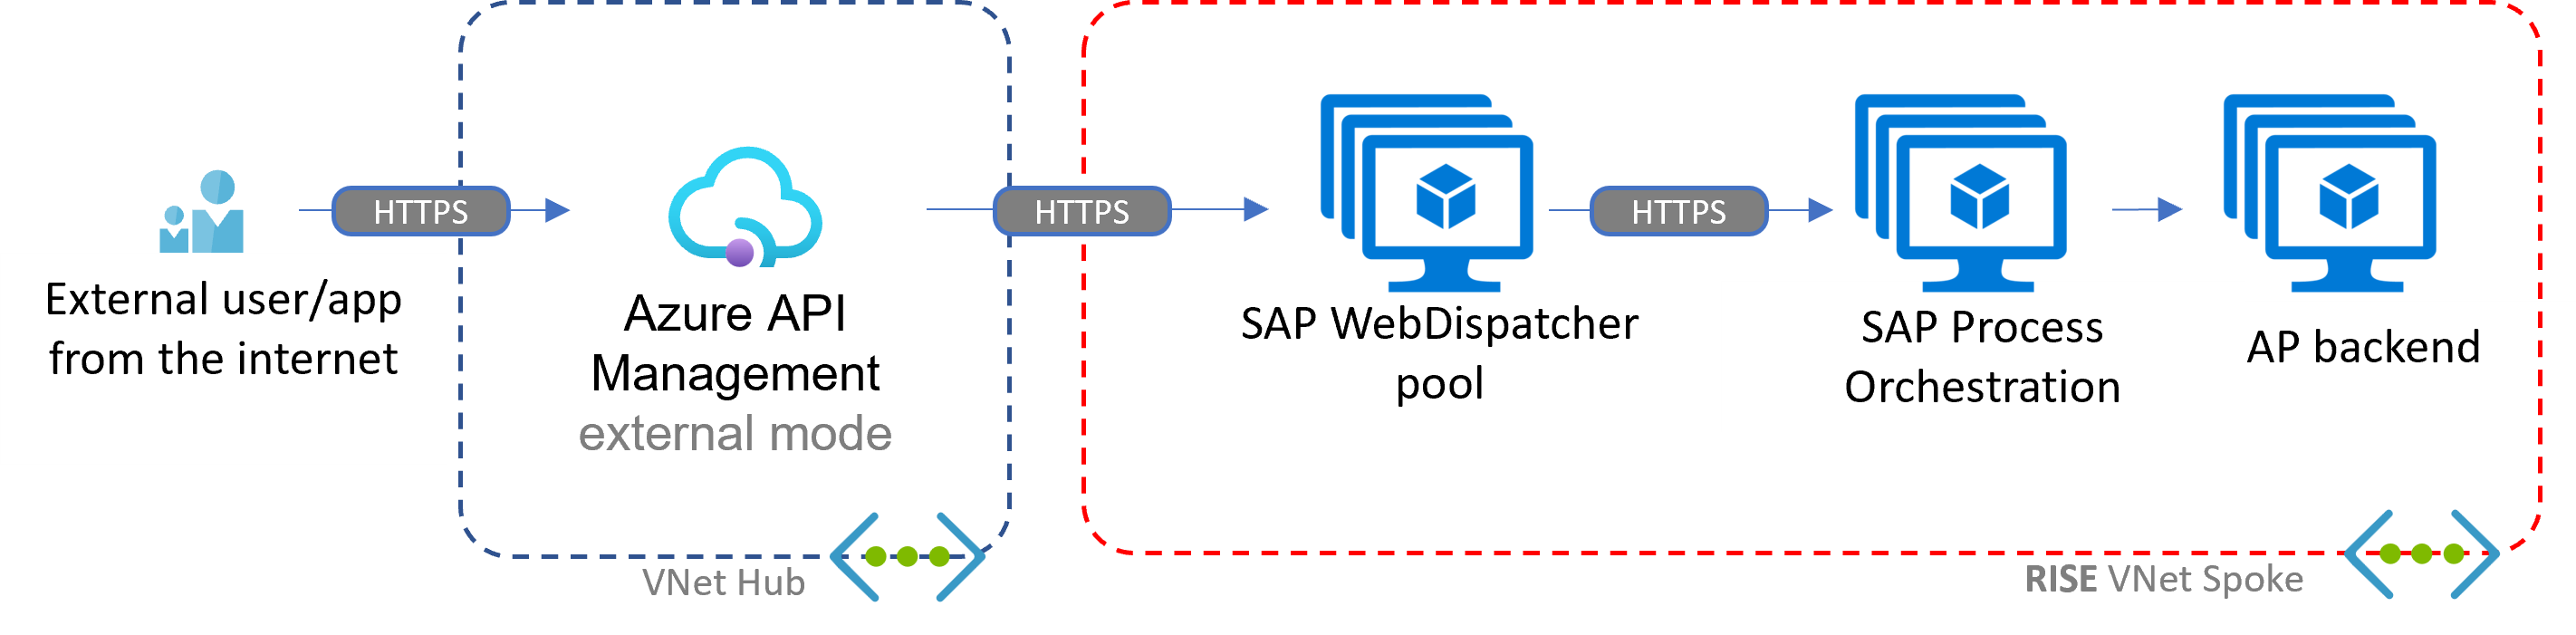 HTTPS
HTTPS
HTTPS
External user/app
from the internet
Azure API
Management
external mode
SAP WebDispatcher
pool
SAP Process
Orchestration
AP backend
VNet Hub
RISE VNet Spoke